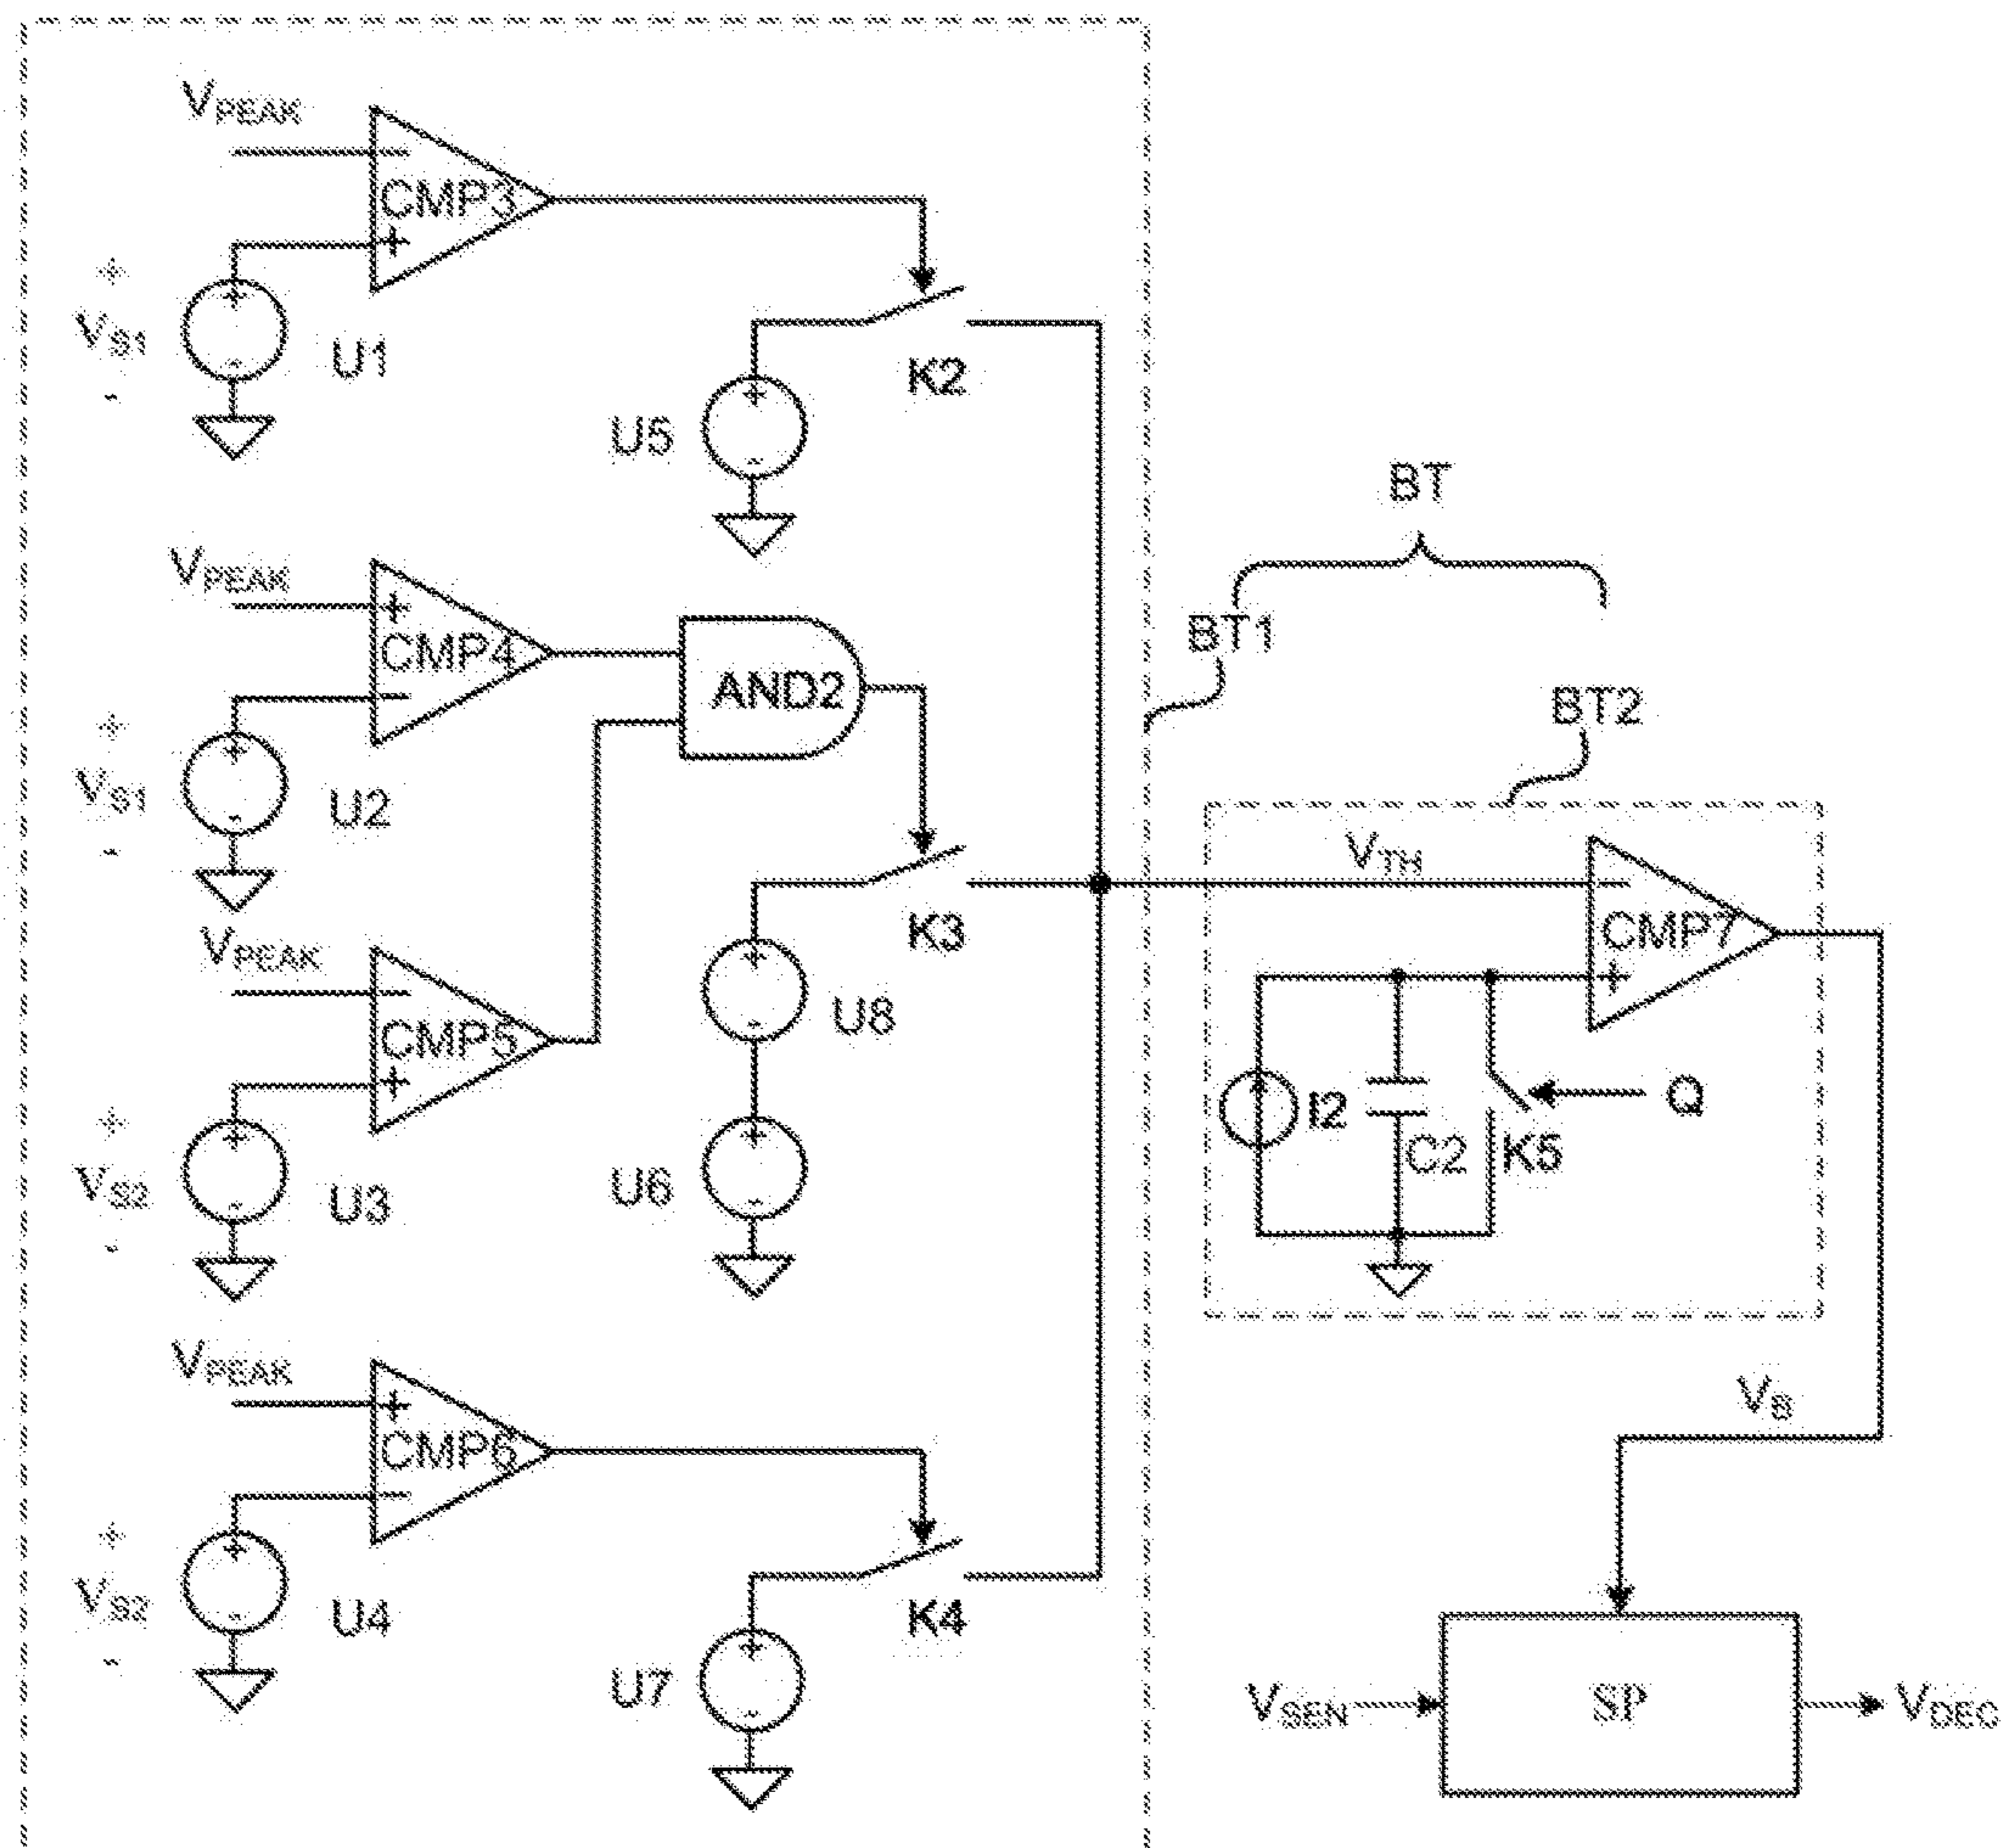 VPEAK
CMP3
+
VS1
-
U1
K2
U5
BT
VPEAK
CMP4
AND2
BT1
BT2
+
VS1
-
U2
VTH
K3
CMP7
VPEAK
CMP5
U8
I2
C2
K5
Q
+
VS2
-
U3
U6
VPEAK
CMP6
VB
+
VS2
-
U4
K4
U7
VSEN
SP
VDEC